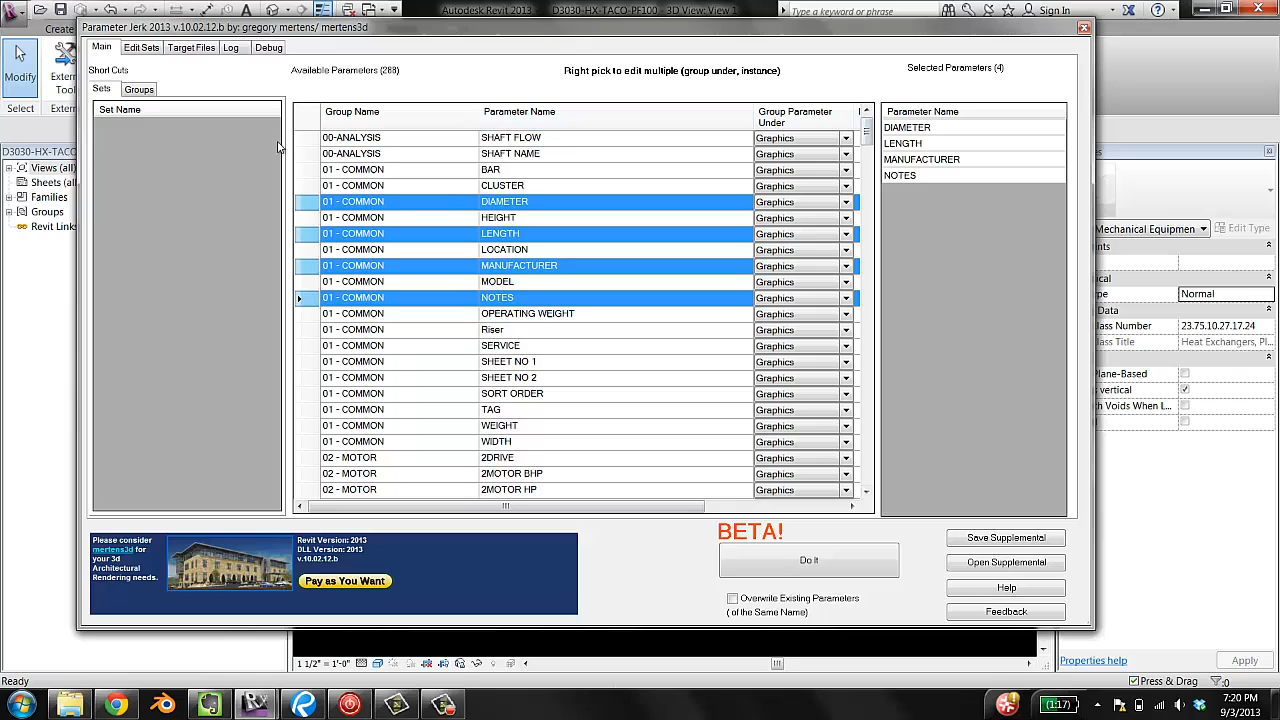 Autodesk Revit 2013 - D3030-HX-TACO-PF100 - 3D View: View 1
Type a keyword or phrase
Sign In
Create
Parameter Jerk 2013 v.10.02.12.b by: gregory mertens/ mertens3d
Main
Edit Sets
Target Files
Log
Debug
Modify
Select
Short Cuts
Available Parameters (288)
Right pick to edit multiple (group under, instance)
Selected Parameters (4)
Sets
Groups
Set Name
Group Name
Parameter Name
Group Parameter
Under
Parameter Name
00-ANALYSIS SHAFT FLOW Graphics
00-ANALYSIS SHAFT NAME Graphics
01 - COMMON BAR Graphics
01 - COMMON CLUSTER Graphics
01 - COMMON DIAMETER Graphics
01 - COMMON HEIGHT Graphics
01 - COMMON LENGTH Graphics
01 - COMMON LOCATION Graphics
01 - COMMON MANUFACTURER Graphics
01 - COMMON MODEL Graphics
01 - COMMON NOTES Graphics
01 - COMMON OPERATING WEIGHT Graphics
01 - COMMON Riser Graphics
01 - COMMON SERVICE Graphics
01 - COMMON SHEET NO 1 Graphics
01 - COMMON SHEET NO 2 Graphics
01 - COMMON SORT ORDER Graphics
01 - COMMON TAG Graphics
01 - COMMON WEIGHT Graphics
01 - COMMON WIDTH Graphics
02 - MOTOR 2DRIVE Graphics
02 - MOTOR 2MOTOR BHP Graphics
02 - MOTOR 2MOTOR HP Graphics
DIAMETER
LENGTH
MANUFACTURER
NOTES
D3030-HX-TACO
Views (all)
Sheets (all
Families
Groups
Revit Links
Mechanical Equipmen
Edit Type
Normal
Data
23.75.10.27.17.24
Heat Exchangers, Pl...
Please consider
mertens3d for
your 3d
Architectural
Rendering needs.
Revit Version: 2013
DLL Version: 2013
v.10.02.12.b
Pay as You Want
BETA!
Do It
Overwrite Existing Parameters
( of the Same Name)
Save Supplemental
Open Supplemental
Help
Feedback
1 1/2" = 1'-0"
Properties help
Apply
Ready
Press & Drag
:0
(1:17)
7:20 PM
9/3/2013